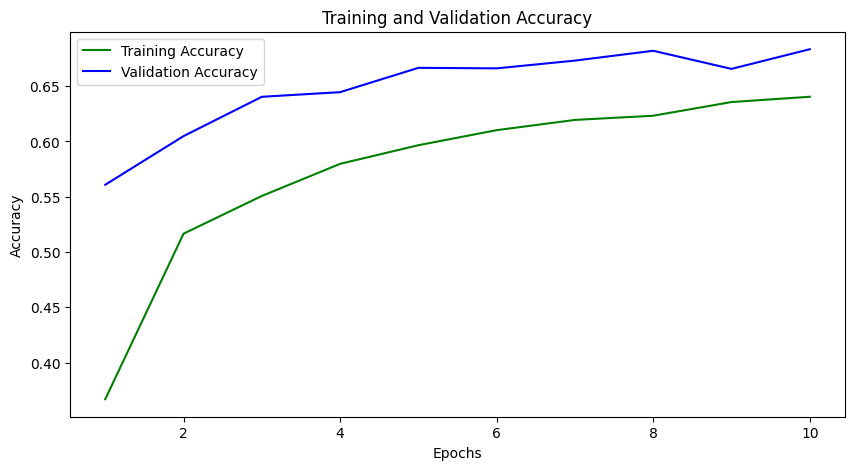 Training and Validation Accuracy
Training Accuracy
Validation Accuracy
0.65
0.60
0.55
0.50
0.45
0.40
Accuracy
2
4
6
8
10
Epochs